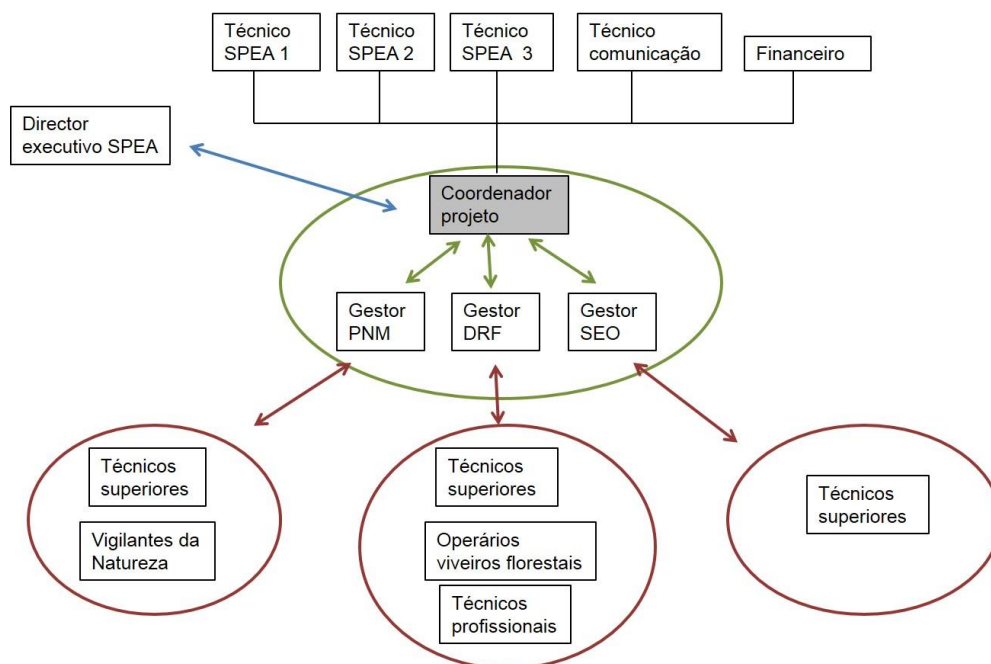 Técnico
SPEA 1
Técnico
SPEA 2
Técnico
SPEA 3
Técnico
comunicação
Financeiro
Director
executivo SPEA
Coordenador
projeto
Gestor
PNM
Gestor
DRF
Gestor
SEO
Técnicos
superiores
Vigilantes da
Natureza
Técnicos
superiores
Operários
viveiros florestais
Técnicos
profissionais
Técnicos
superiores